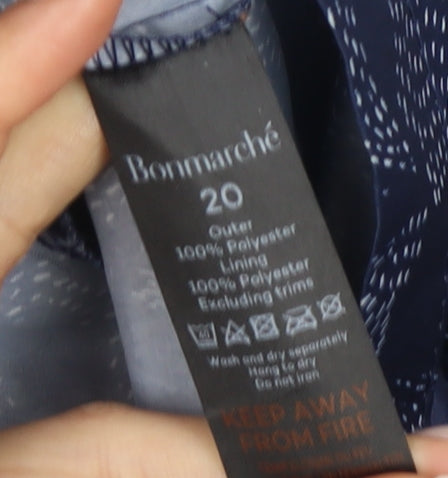 Bonmarché
20
Outer
100% Polyester
Lining
100% Polyester
Excluding trims
40
Wash and dry separately
Hang to dry
Do not iron
KEEP AWAY
FROM FIRE